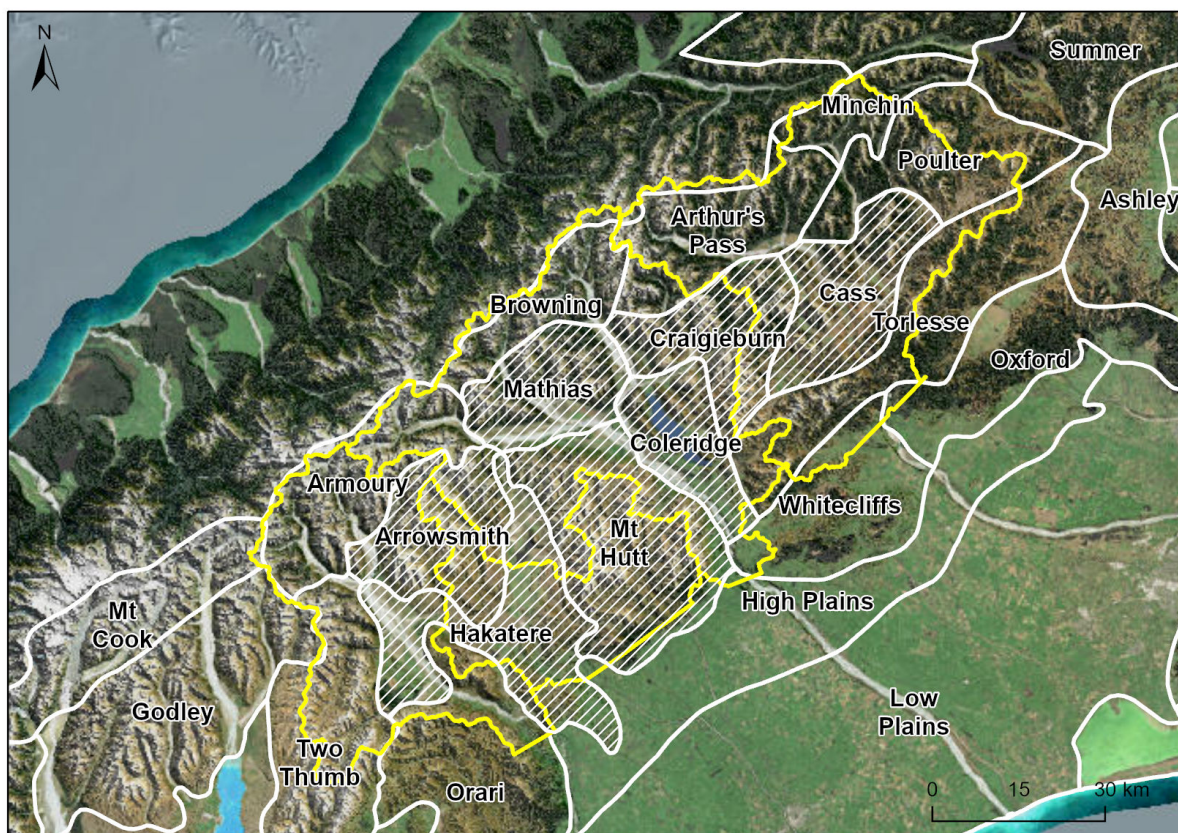 N
Sumner
Minchin
Poulter
Ashley
Arthur's
Pass
Browning
Cass
Craigieburn
Torlesse
Oxford
Mathias
Coleridge
Armoury
Whitecliffs
Arrowsmith
Mt
Hutt
High Plains
Mt
Cook
Hakatere
Godley
Low
Plains
Two
Thumb
Orari
0 15 30 km